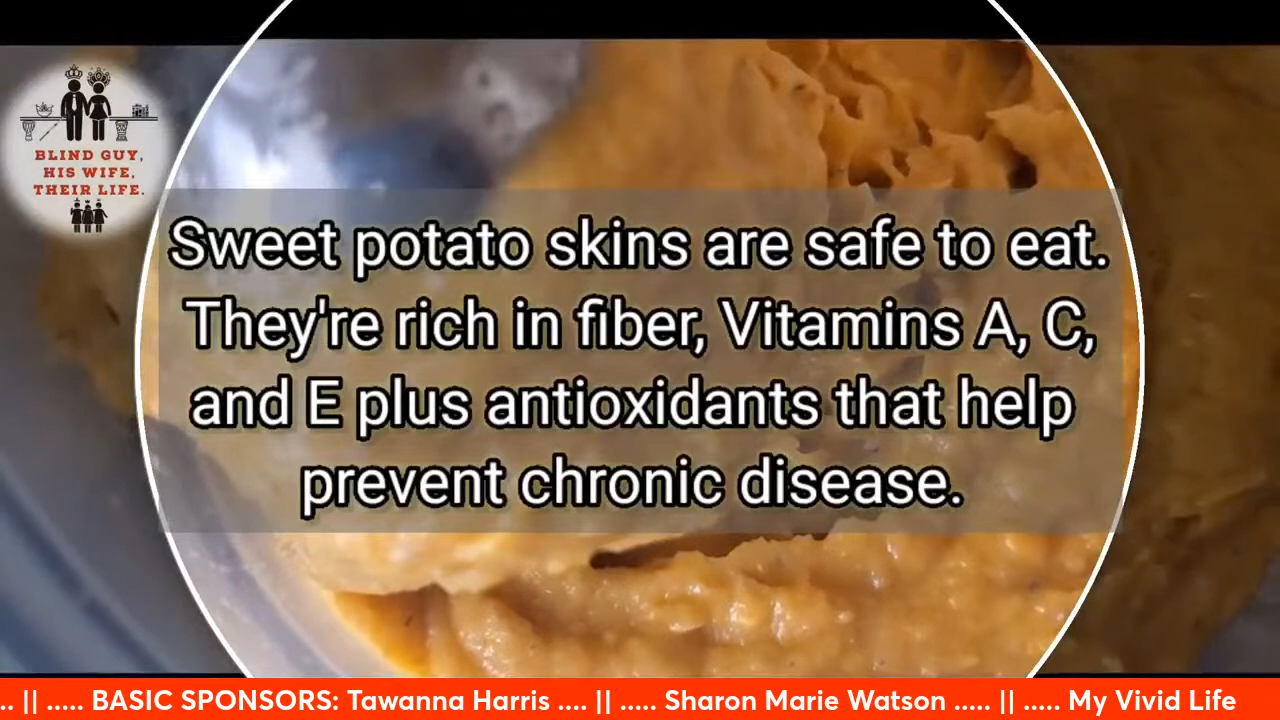 BLIND GUY,
HIS WIFE,
THEIR LIFE.
Sweet potato skins are safe to eat.
They're rich in fiber, Vitamins A, C,
and E plus antioxidants that help
prevent chronic disease.
.. || ..... BASIC SPONSORS: Tawanna Harris .... || ..... Sharon Marie Watson ..... || ..... My Vivid Life